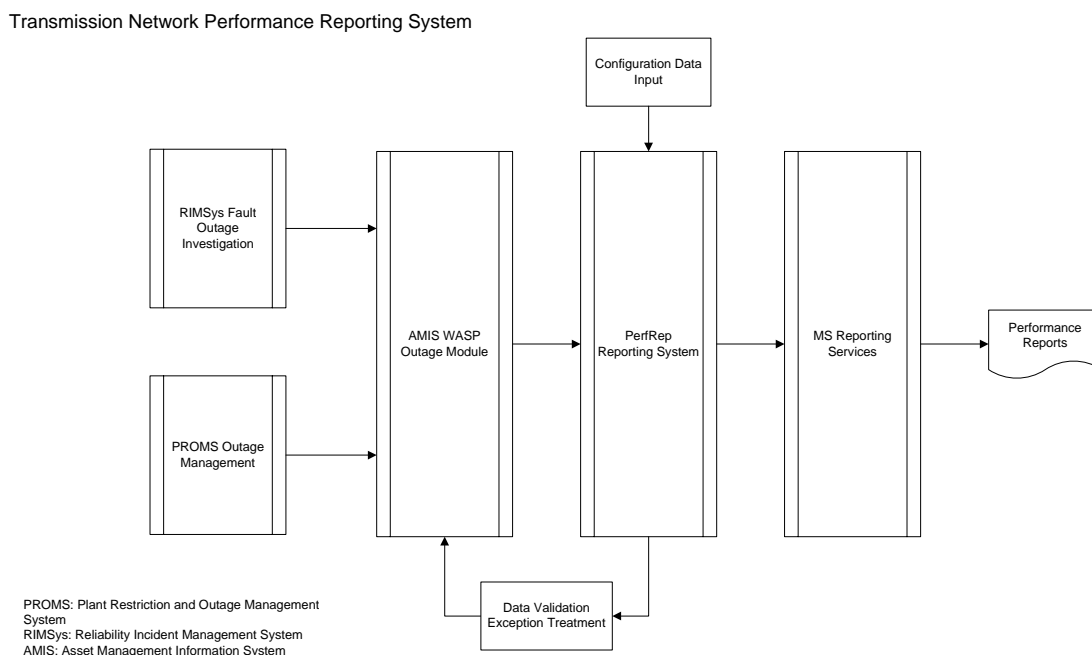 Transmission Network Performance Reporting System
Configuration Data
Input
RIMSys Fault
Outage
Investigation
AMIS WASP
Outage Module
PerfRep
Reporting System
MS Reporting
Services
Performance
Reports
PROMS Outage
Management
Data Validation
Exception Treatment
PROMS: Plant Restriction and Outage Management
System
RIMSys: Reliability Incident Management System
AMIS: Asset Management Information System